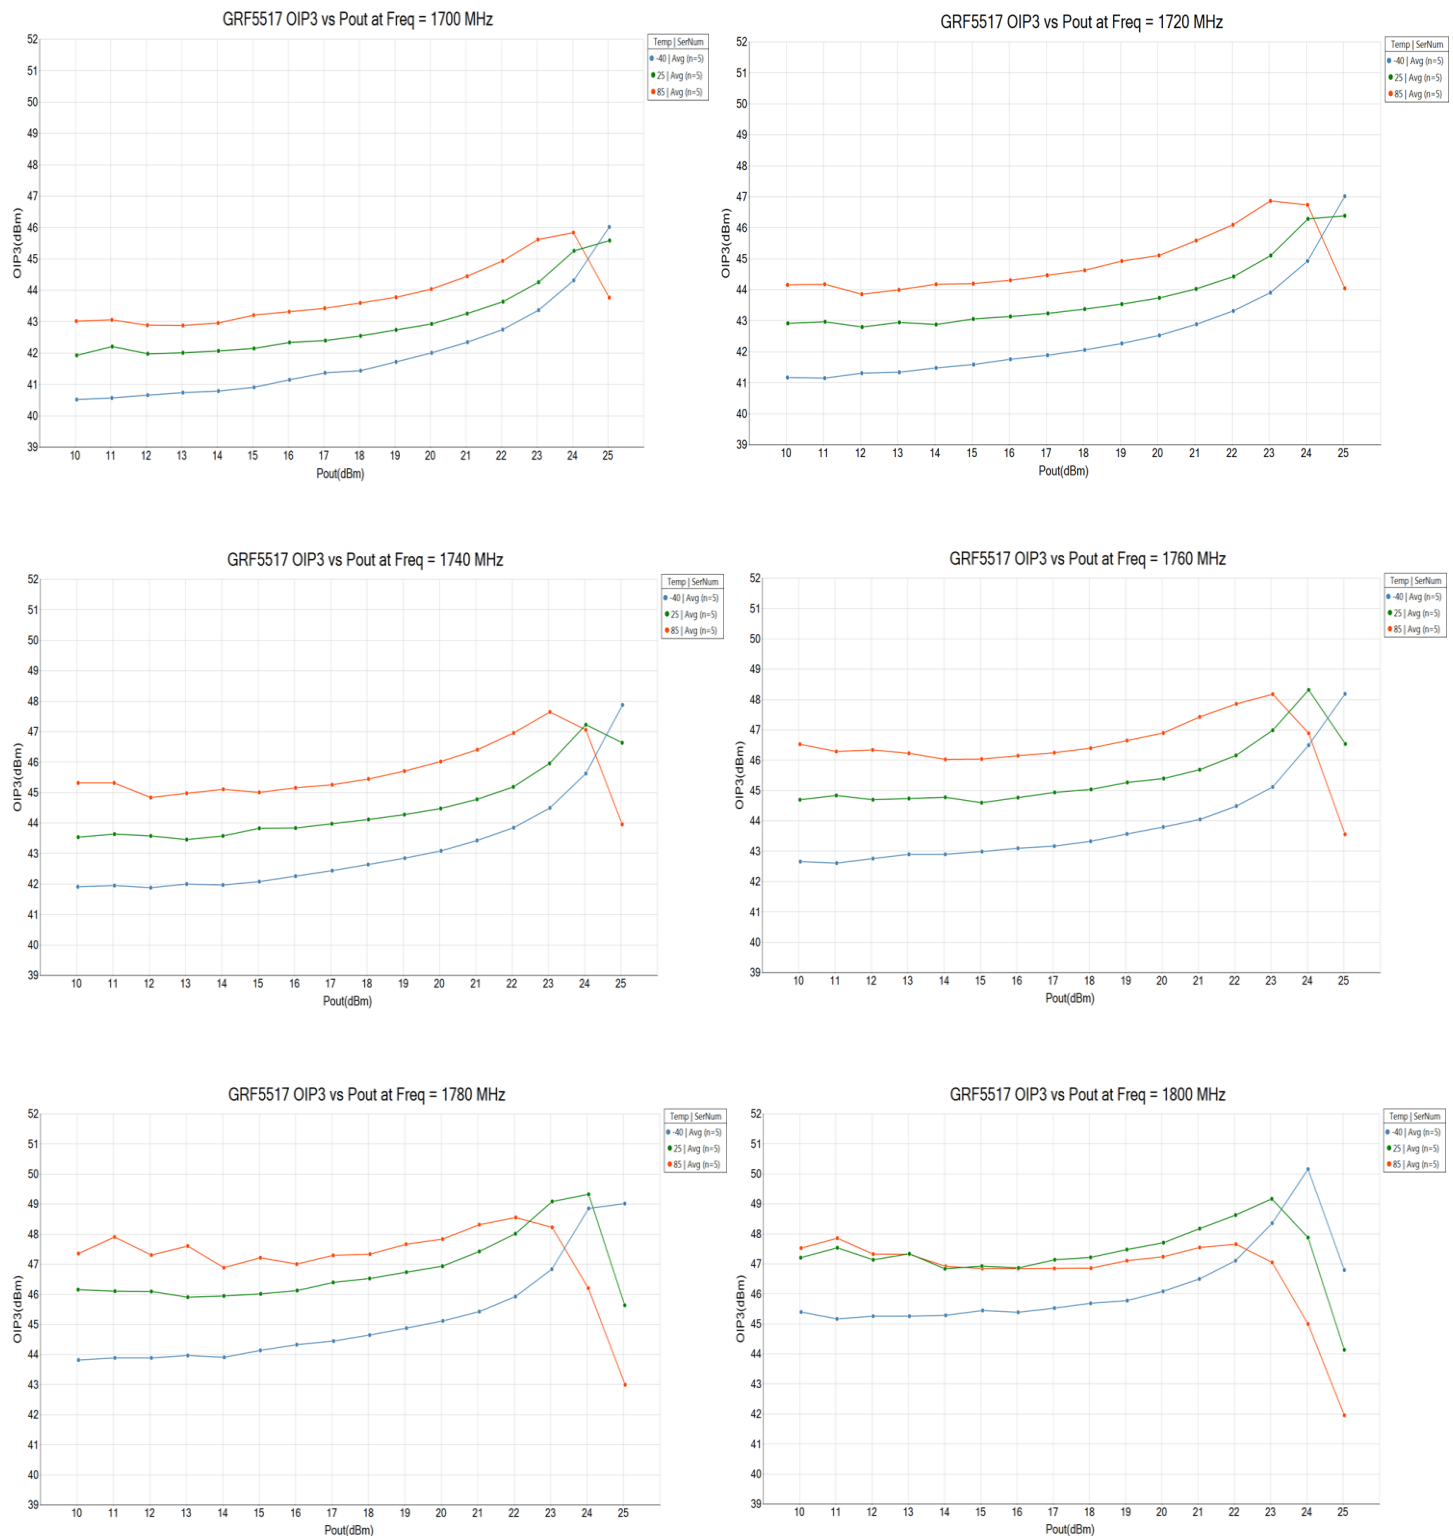 GRF5517 OIP3 vs Pout at Freq = 1700 MHz
Temp | SerNum
-40 | Avg (n=5)
25 | Avg (n=5)
85 | Avg (n=5)
OIP3(dBm)
52
51
50
49
48
47
46
45
44
43
42
41
40
39
10 11 12 13 14 15 16 17 18 19 20 21 22 23 24 25
Pout(dBm)
GRF5517 OIP3 vs Pout at Freq = 1720 MHz
Temp | SerNum
-40 | Avg (n=5)
25 | Avg (n=5)
85 | Avg (n=5)
OIP3(dBm)
52
51
50
49
48
47
46
45
44
43
42
41
40
39
10 11 12 13 14 15 16 17 18 19 20 21 22 23 24 25
Pout(dBm)
GRF5517 OIP3 vs Pout at Freq = 1740 MHz
Temp | SerNum
-40 | Avg (n=5)
25 | Avg (n=5)
85 | Avg (n=5)
OIP3(dBm)
52
51
50
49
48
47
46
45
44
43
42
41
40
39
10 11 12 13 14 15 16 17 18 19 20 21 22 23 24 25
Pout(dBm)
GRF5517 OIP3 vs Pout at Freq = 1760 MHz
Temp | SerNum
-40 | Avg (n=5)
25 | Avg (n=5)
85 | Avg (n=5)
OIP3(dBm)
52
51
50
49
48
47
46
45
44
43
42
41
40
39
10 11 12 13 14 15 16 17 18 19 20 21 22 23 24 25
Pout(dBm)
GRF5517 OIP3 vs Pout at Freq = 1780 MHz
Temp | SerNum
-40 | Avg (n=5)
25 | Avg (n=5)
85 | Avg (n=5)
OIP3(dBm)
52
51
50
49
48
47
46
45
44
43
42
41
40
39
10 11 12 13 14 15 16 17 18 19 20 21 22 23 24 25
Pout(dBm)
GRF5517 OIP3 vs Pout at Freq = 1800 MHz
Temp | SerNum
-40 | Avg (n=5)
25 | Avg (n=5)
85 | Avg (n=5)
OIP3(dBm)
52
51
50
49
48
47
46
45
44
43
42
41
40
39
10 11 12 13 14 15 16 17 18 19 20 21 22 23 24 25
Pout(dBm)